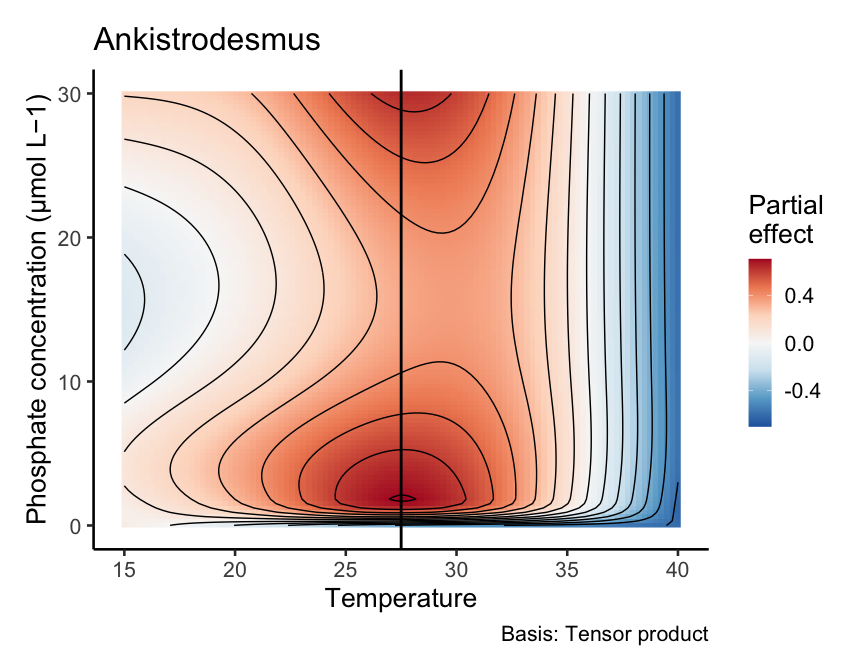 Ankistrodesmus
Phosphate concentration (μmol L−1)
30
20
10
0
15 20 25 30 35 40
Temperature
Partial
effect
0.4
0.0
-0.4
Basis: Tensor product